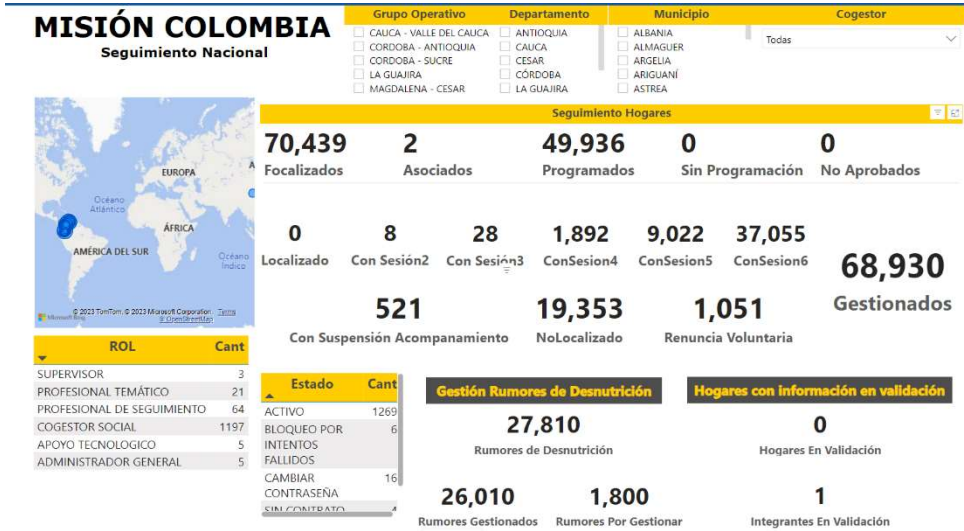 MISIÓN COLOMBIA
Seguimiento Nacional
Grupo Operativo
CAUCA - VALLE DEL CAUCA
CORDOBA - ANTIOQUIA
CORDOBA - SUCRE
LA GUAJIRA
MAGDALENA - CESAR
Departamento
ANTIOQUIA
CAUCA
CESAR
CÓRDOBA
LA GUAJIRA
Municipio
ALBANIA
ALMAGUER
ARGELIA
ARIGUANÍ
ASTREA
Cogestor
Todas
EUROPA
A
Océano
Atlántico
ÁFRICA
AMÉRICA DEL SUR
Océano
Índico
© 2023 TomTom, © 2023 Microsoft Corporation, Terms
© OpenStreetMap
Microsoft Bing
Seguimiento Hogares
70,439 2 49,936 0 0
Focalizados Asociados Programados Sin Programación No Aprobados
0 8 28 1,892 9,022 37,055
Localizado Con Sesión2 Con Sesión3 ConSesion4 ConSesion5 ConSesion6
68,930
Gestionados
521 19,353 1,051
Con Suspensión Acompanamiento NoLocalizado Renuncia Voluntaria
ROL Cant
SUPERVISOR 3
PROFESIONAL TEMÁTICO 21
PROFESIONAL DE SEGUIMIENTO 64
COGESTOR SOCIAL 1197
APOYO TECNOLOGICO 5
ADMINISTRADOR GENERAL 5
Estado Cant
ACTIVO 1269
BLOQUEO POR 6
INTENTOS
FALLIDOS
CAMBIAR 16
CONTRASEÑA
SIN CONTRATO 4
Gestión Rumores de Desnutrición
27,810
Rumores de Desnutrición
26,010 1,800
Rumores Gestionados Rumores Por Gestionar
Hogares con información en validación
0
Hogares En Validación
1
Integrantes En Validación